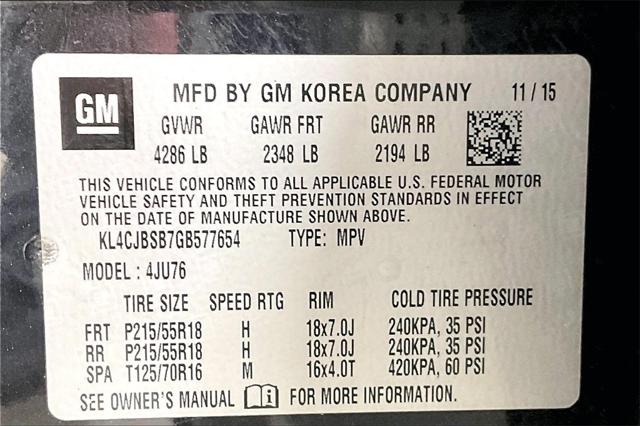 GM MFD BY GM KOREA COMPANY 11/15
GVWR GAWR FRT GAWR RR
4286 LB 2348 LB 2194 LB
THIS VEHICLE CONFORMS TO ALL APPLICABLE U.S. FEDERAL MOTOR
VEHICLE SAFETY AND THEFT PREVENTION STANDARDS IN EFFECT
ON THE DATE OF MANUFACTURE SHOWN ABOVE.
KL4CJBSB7GB577654 TYPE: MPV
MODEL : 4JU76
TIRE SIZE SPEED RTG RIM COLD TIRE PRESSURE
FRT P215/55R18 H 18x7.0J 240KPA, 35 PSI
RR P215/55R18 H 18x7.0J 240KPA, 35 PSI
SPA T125/70R16 M 16x4.0T 420KPA, 60 PSI
SEE OWNER'S MANUAL i FOR MORE INFORMATION.